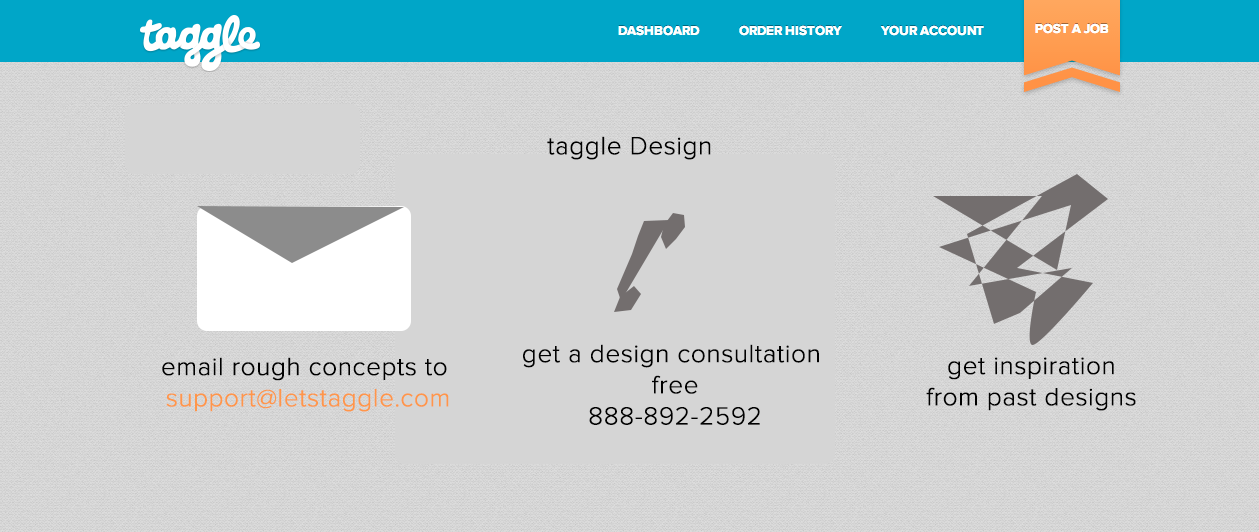 taggle
DASHBOARD
ORDER HISTORY
YOUR ACCOUNT
POST A JOB
taggle Design
email rough concepts to
support@letstaggle.com
get a design consultation
free
888-892-2592
get inspiration
from past designs